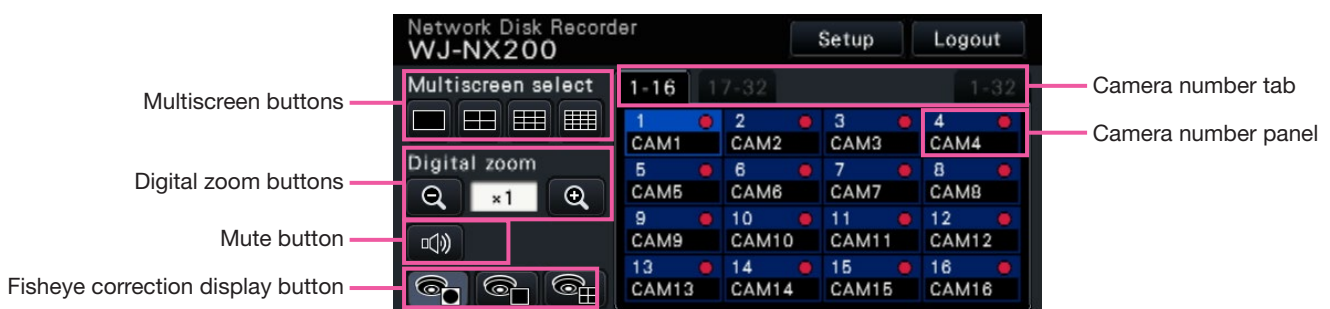 Network Disk Recorder
WJ-NX200
Setup
Logout
Multiscreen select
Multiscreen buttons
1-16 17-32 1-32
Camera number tab
1 2 3 4
CAM1 CAM2 CAM3 CAM4
Camera number panel
Digital zoom
Digital zoom buttons
×1
5 6 7 8
CAM5 CAM6 CAM7 CAM8
Mute button
9 10 11 12
CAM9 CAM10 CAM11 CAM12
Fisheye correction display button
13 14 15 16
CAM13 CAM14 CAM15 CAM16